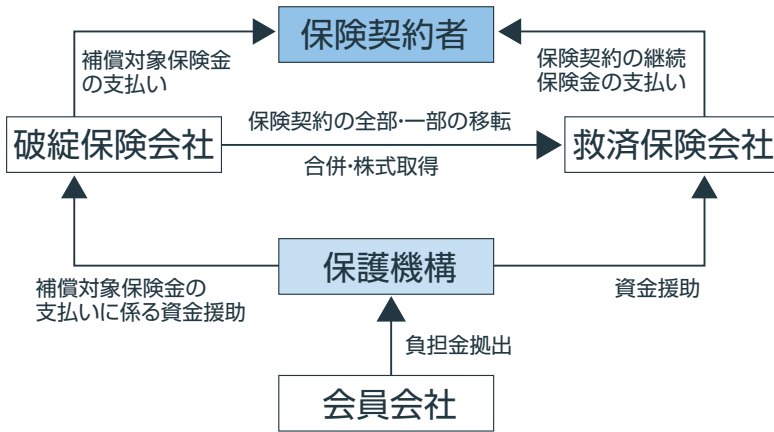 保険契約者
補償対象保険金
の支払い
保険契約の継続
保険金の支払い
保険契約の全部・一部の移転
破綻保険会社
救済保険会社
合併・株式取得
保護機構
補償対象保険金の
支払いに係る資金援助
資金援助
負担金拠出
会員会社